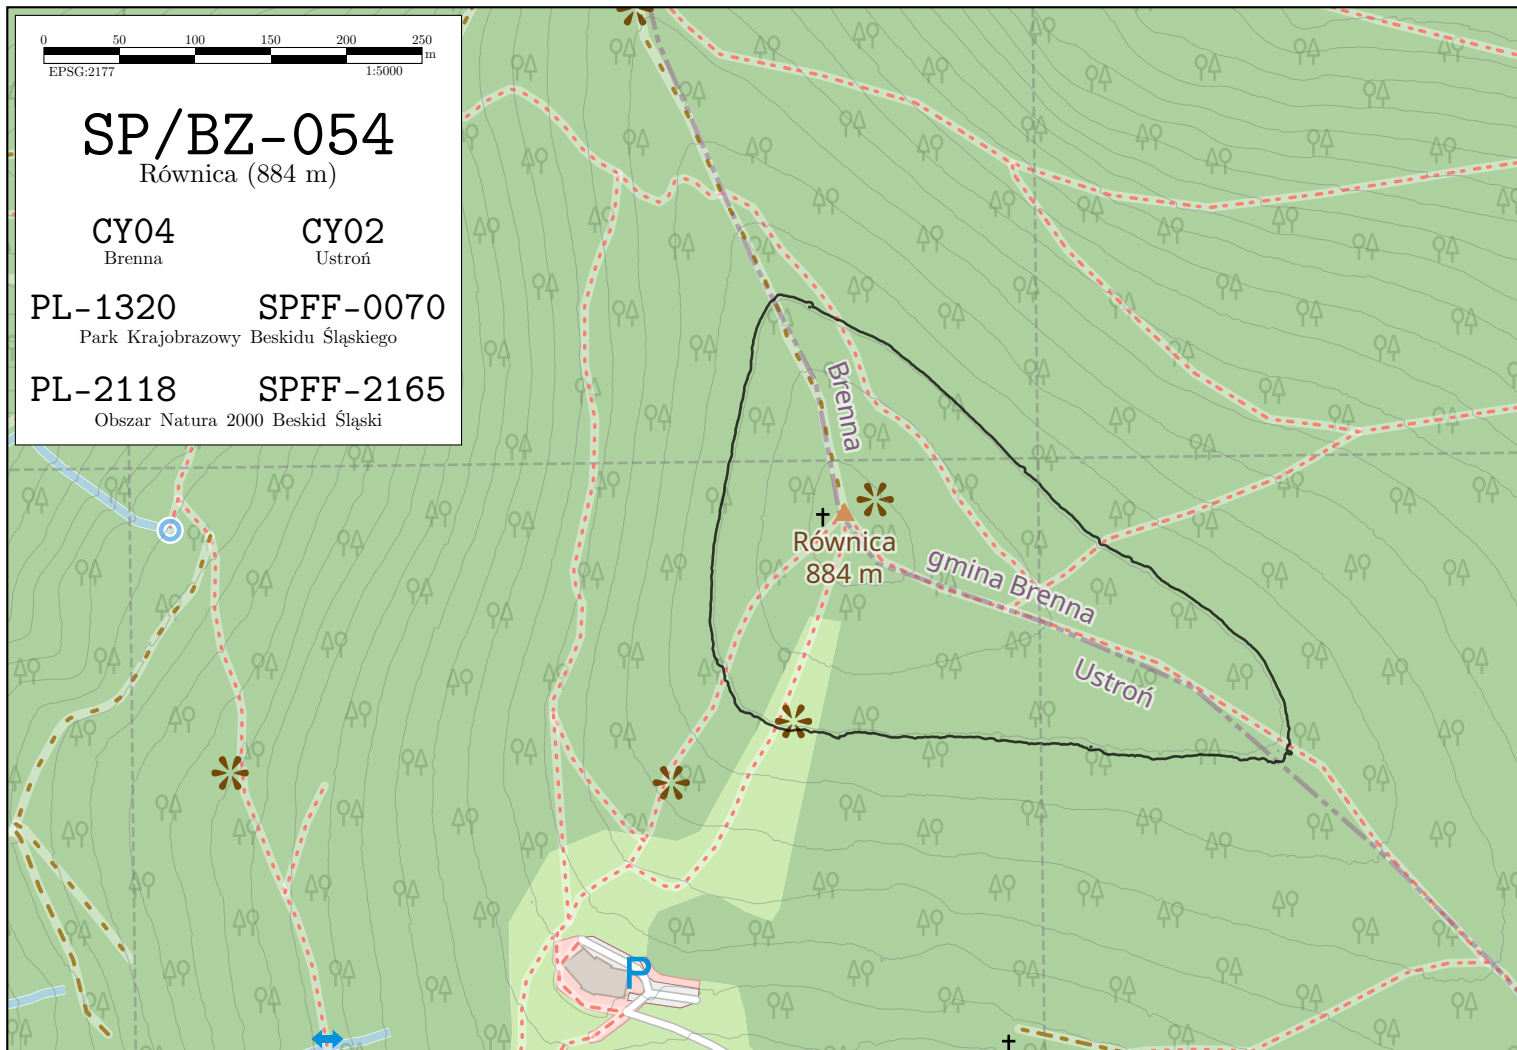 0 50 100 150 200 250
m
EPSG:2177 1:5000
SP/BZ-054
Równica (884 m)
CY04 CY02
Brenna Ustroń
PL-1320 SPFF-0070
Park Krajobrazowy Beskidu Śląskiego
PL-2118 SPFF-2165
Obszar Natura 2000 Beskid Śląski
Brenna
Równica
884 m
gmina Brenna
Ustroń
P